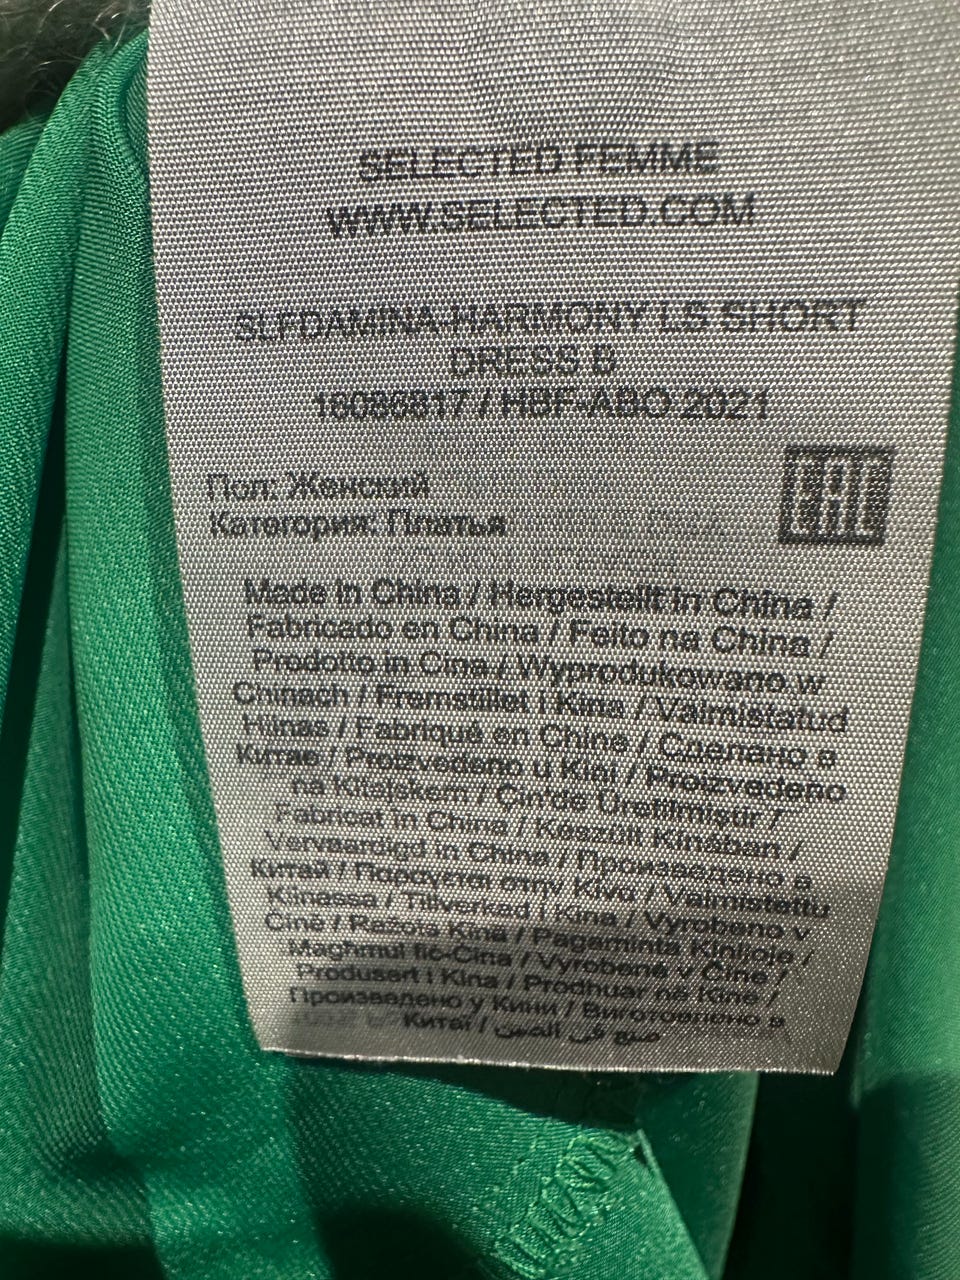 SELECTED FEMME
WWW.SELECTED.COM
SLFDAMINA-HARMONY LS SHORT
DRESS B
16086817 / HBF-ABO 2021
Пол: Женский
Категория: Платья
EAC
Made in China / Hergestellt in China /
Fabricado en China / Feito na China /
Prodotto in Cina / Wyprodukowano w
Chinach / Fremstillet i Kina / Valmistatud
Hiinas / Fabriqué en Chine / Сделано в
Китае / Proizvedeno u Kini / Proizvedeno
na Kitajskem / Çin'de Üretilmiştir /
Fabricat in China / Készült Kínában /
Vervaardigd in China / Произведено в
Китай / Παράγεται στην Κίνα / Valmistettu
Kiinassa / Tillverkad i Kina / Vyrobeno v
Číně / Ražots Ķīnā / Pagaminta Kinijoje /
Magħmul fiċ-Ċina / Vyrobené v Číne /
Produsert i Kina / Prodhuar në Kinë /
Произведено у Кини / Виготовлено в
Китаї / صنع في الصين